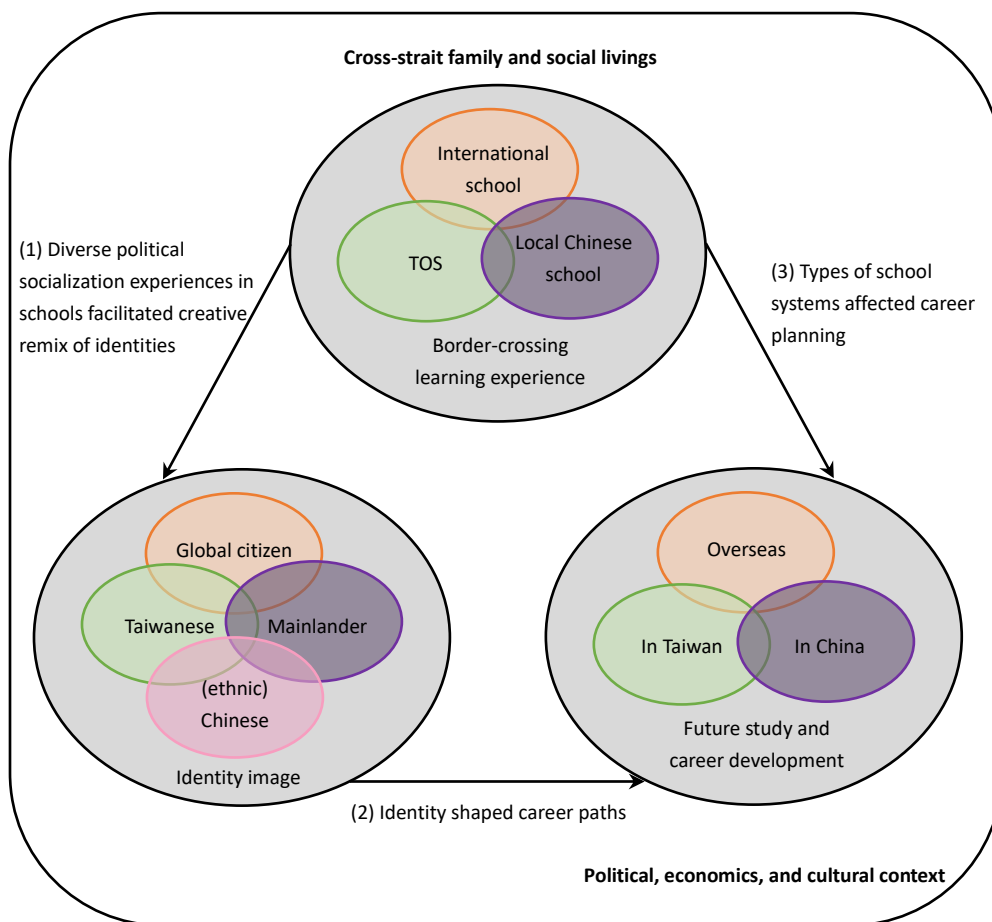 Cross-strait family and social livings
International
school
TOS
Local Chinese
school
Border-crossing
learning experience
(1) Diverse political
socialization experiences in
schools facilitated creative
remix of identities
(3) Types of school
systems affected career
planning
Global citizen
Taiwanese
Mainlander
(ethnic)
Chinese
Identity image
Overseas
In Taiwan
In China
Future study and
career development
(2) Identity shaped career paths
Political, economics, and cultural context